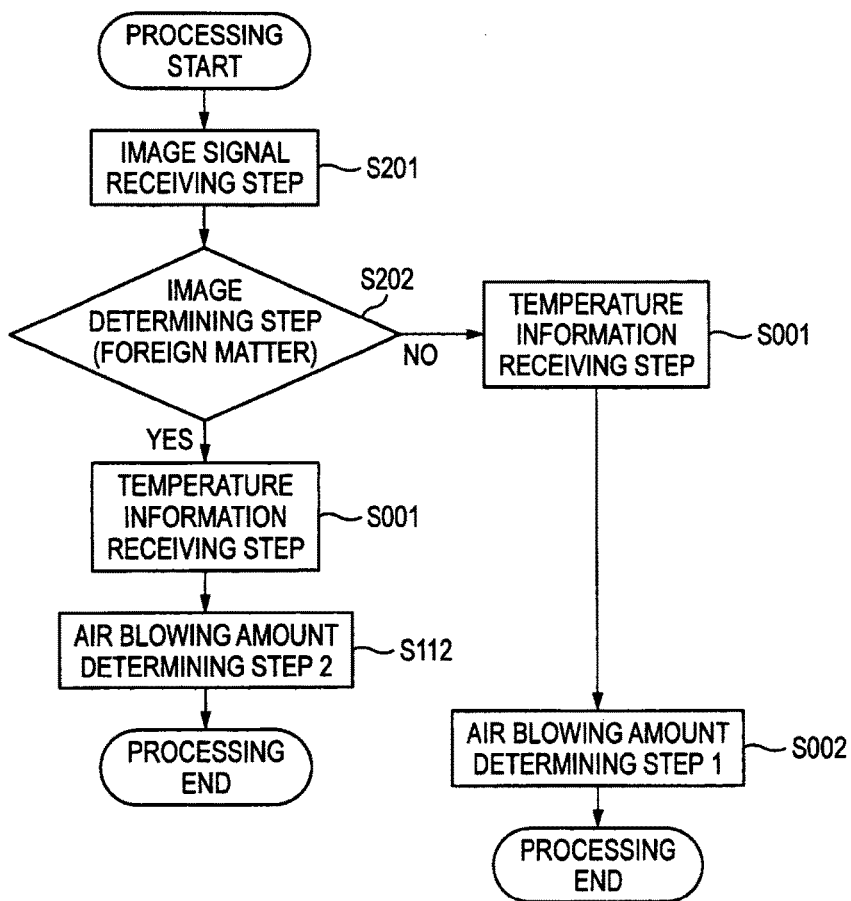 PROCESSING
START
IMAGE SIGNAL
RECEIVING STEP
S201
IMAGE
DETERMINING STEP
(FOREIGN MATTER)
S202
NO
YES
TEMPERATURE
INFORMATION
RECEIVING STEP
S001
TEMPERATURE
INFORMATION
RECEIVING STEP
S001
AIR BLOWING AMOUNT
DETERMINING STEP 2
S112
PROCESSING
END
AIR BLOWING AMOUNT
DETERMINING STEP 1
S002
PROCESSING
END